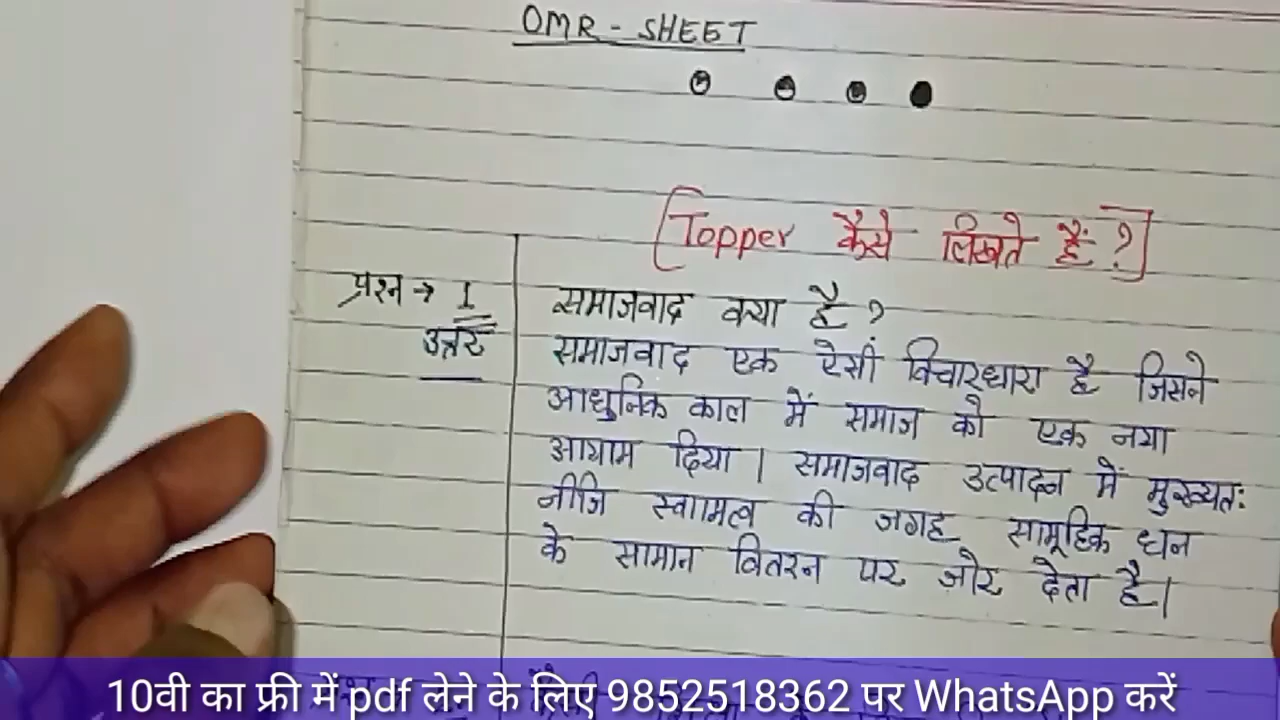 OMR - SHEET
[Topper कैसे लिखते हैं ?]
प्रश्न → I समाजवाद क्या है ?
उत्तर समाजवाद एक ऐसी विचारधारा है जिसने
आधुनिक काल में समाज को एक नया
आयाम दिया । समाजवाद उत्पादन में मुख्यतः
नीजि स्वामित्व की जगह सामूहिक धन
के सामान वितरन पर जोर देता है।
10वी का फ्री में pdf लेने के लिए 9852518362 पर WhatsApp करें